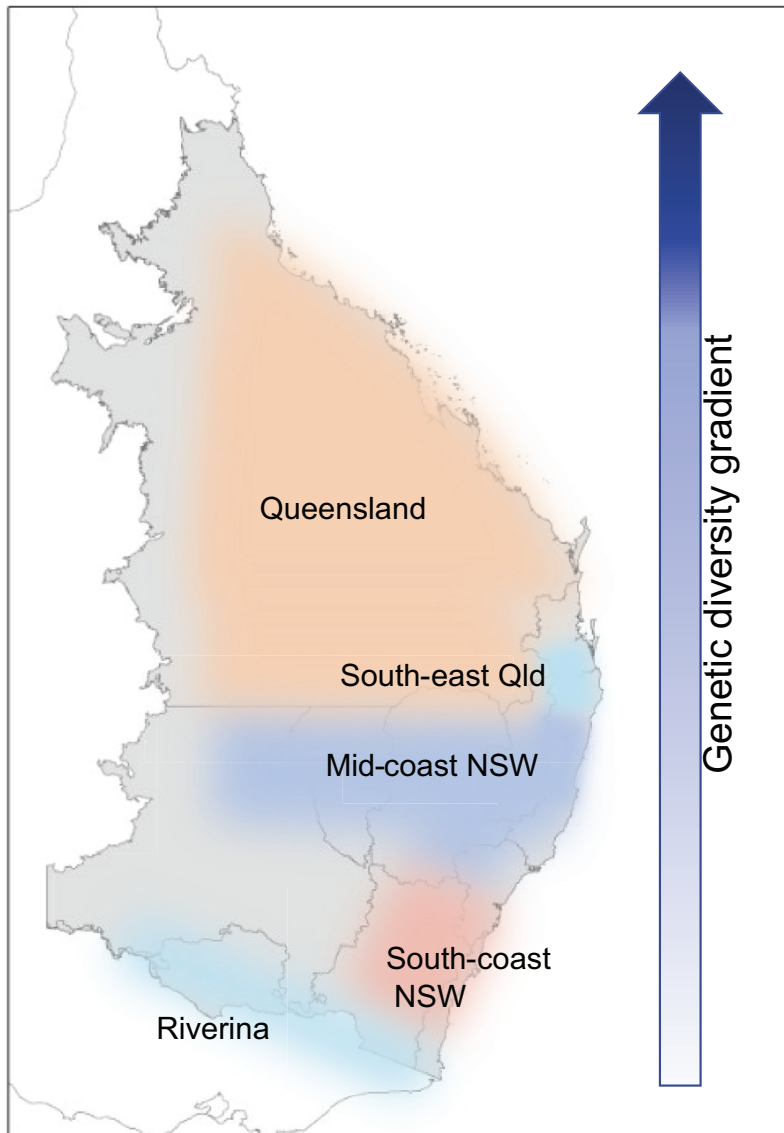 Queensland
South-east Qld
Mid-coast NSW
South-coast
NSW
Riverina
Genetic diversity gradient